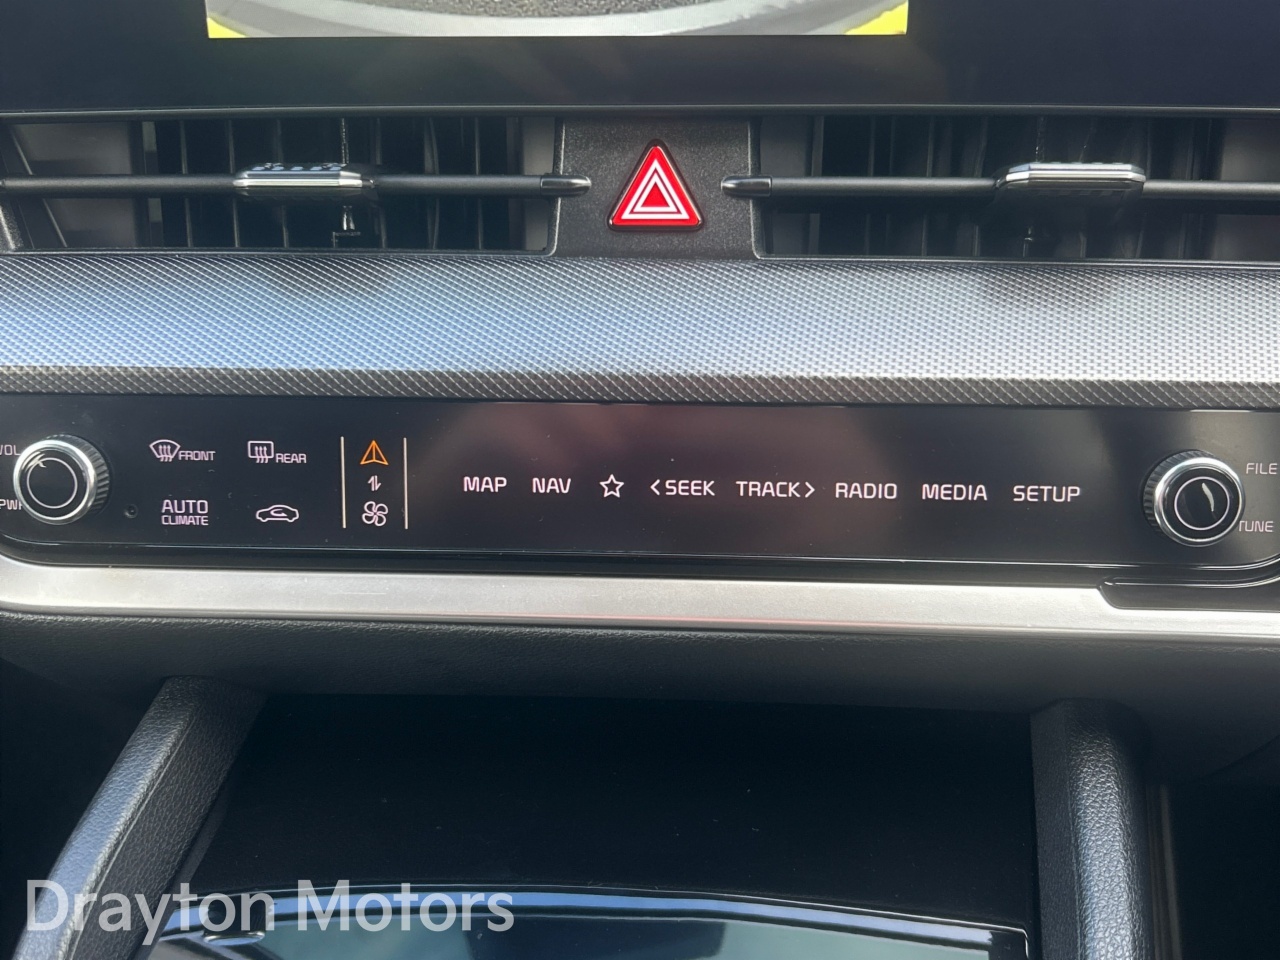 VOL
PWR
FRONT
REAR
AUTO
CLIMATE
MAP NAV <SEEK TRACK> RADIO MEDIA SETUP
FILE
TUNE
Drayton Motors